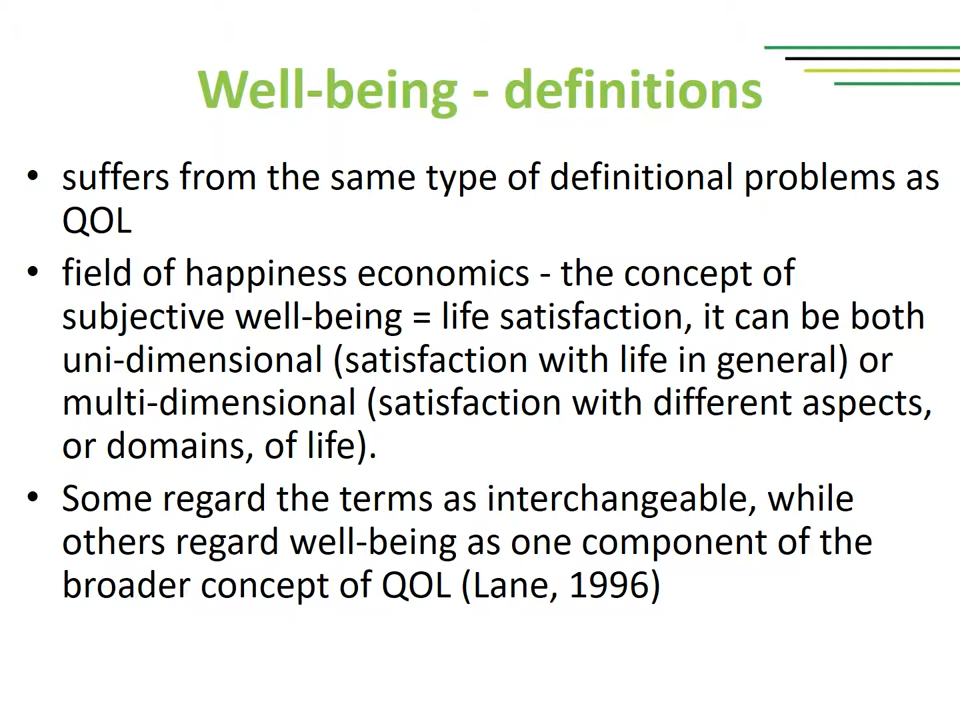 Well-being - definitions
• suffers from the same type of definitional problems as
QOL
• field of happiness economics - the concept of
subjective well-being = life satisfaction, it can be both
uni-dimensional (satisfaction with life in general) or
multi-dimensional (satisfaction with different aspects,
or domains, of life).
• Some regard the terms as interchangeable, while
others regard well-being as one component of the
broader concept of QOL (Lane, 1996)